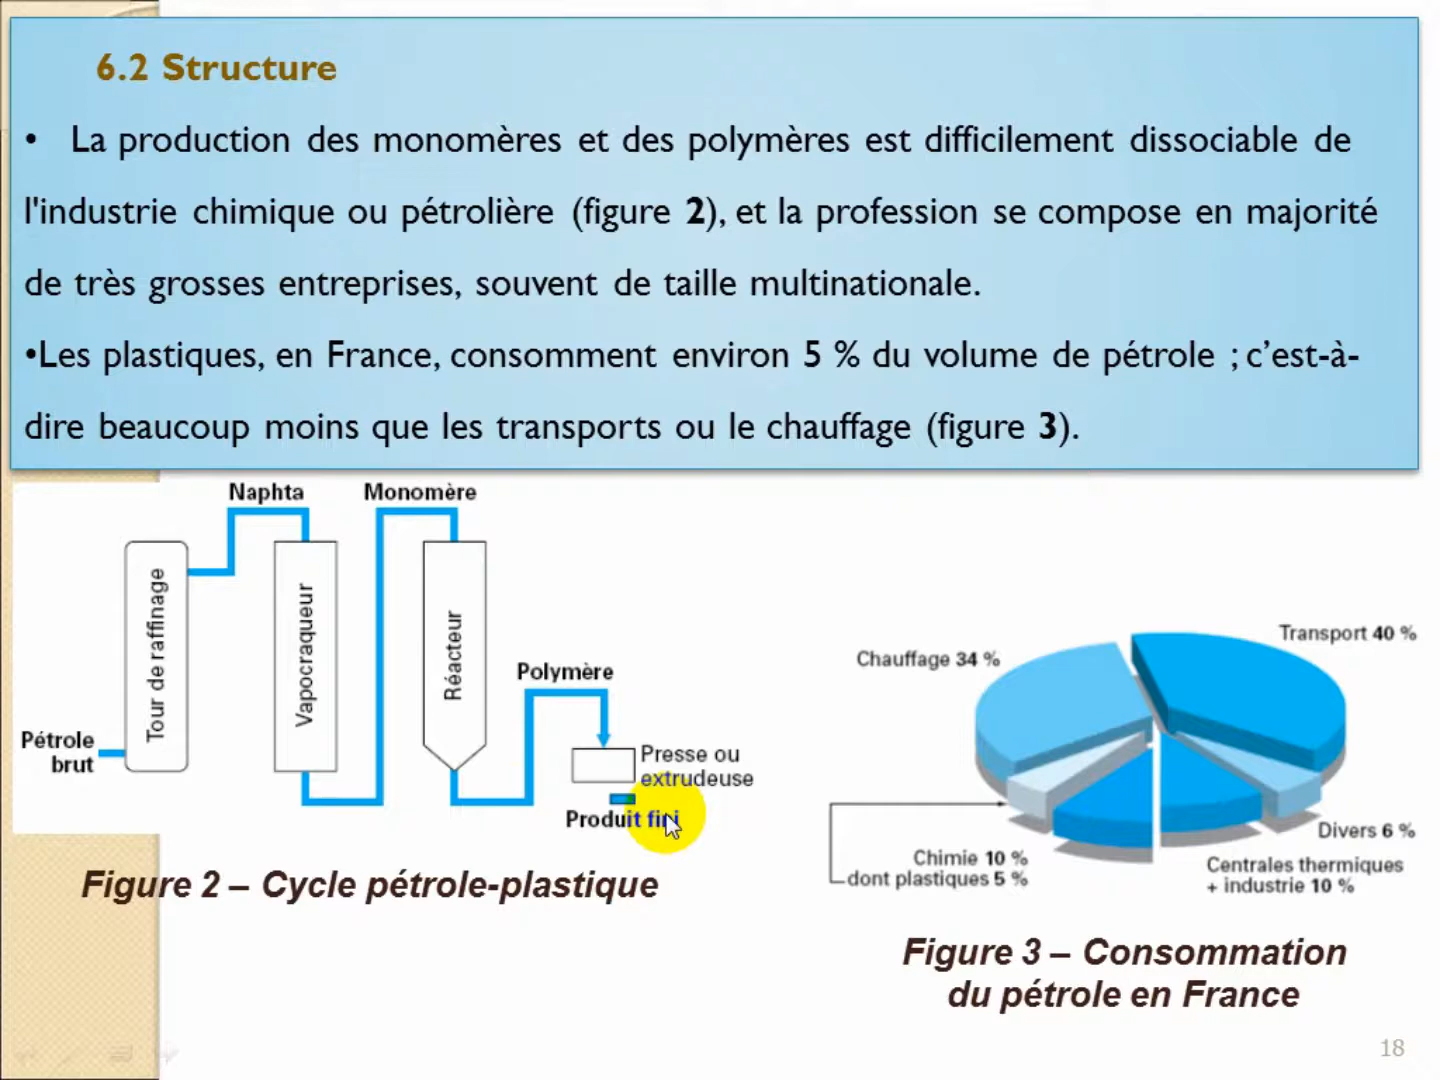 6.2 Structure
• La production des monomères et des polymères est difficilement dissociable de
l'industrie chimique ou pétrolière (figure 2), et la profession se compose en majorité
de très grosses entreprises, souvent de taille multinationale.
•Les plastiques, en France, consomment environ 5 % du volume de pétrole ; c’est-à-
dire beaucoup moins que les transports ou le chauffage (figure 3).
Naphta
Monomère
Tour de raffinage
Vapocraqueur
Réacteur
Polymère
Pétrole
brut
Presse ou
extrudeuse
Produit fini
Figure 2 – Cycle pétrole-plastique
Transport 40 %
Chauffage 34 %
Divers 6 %
Chimie 10 %
dont plastiques 5 %
Centrales thermiques
+ industrie 10 %
Figure 3 – Consommation
du pétrole en France
18